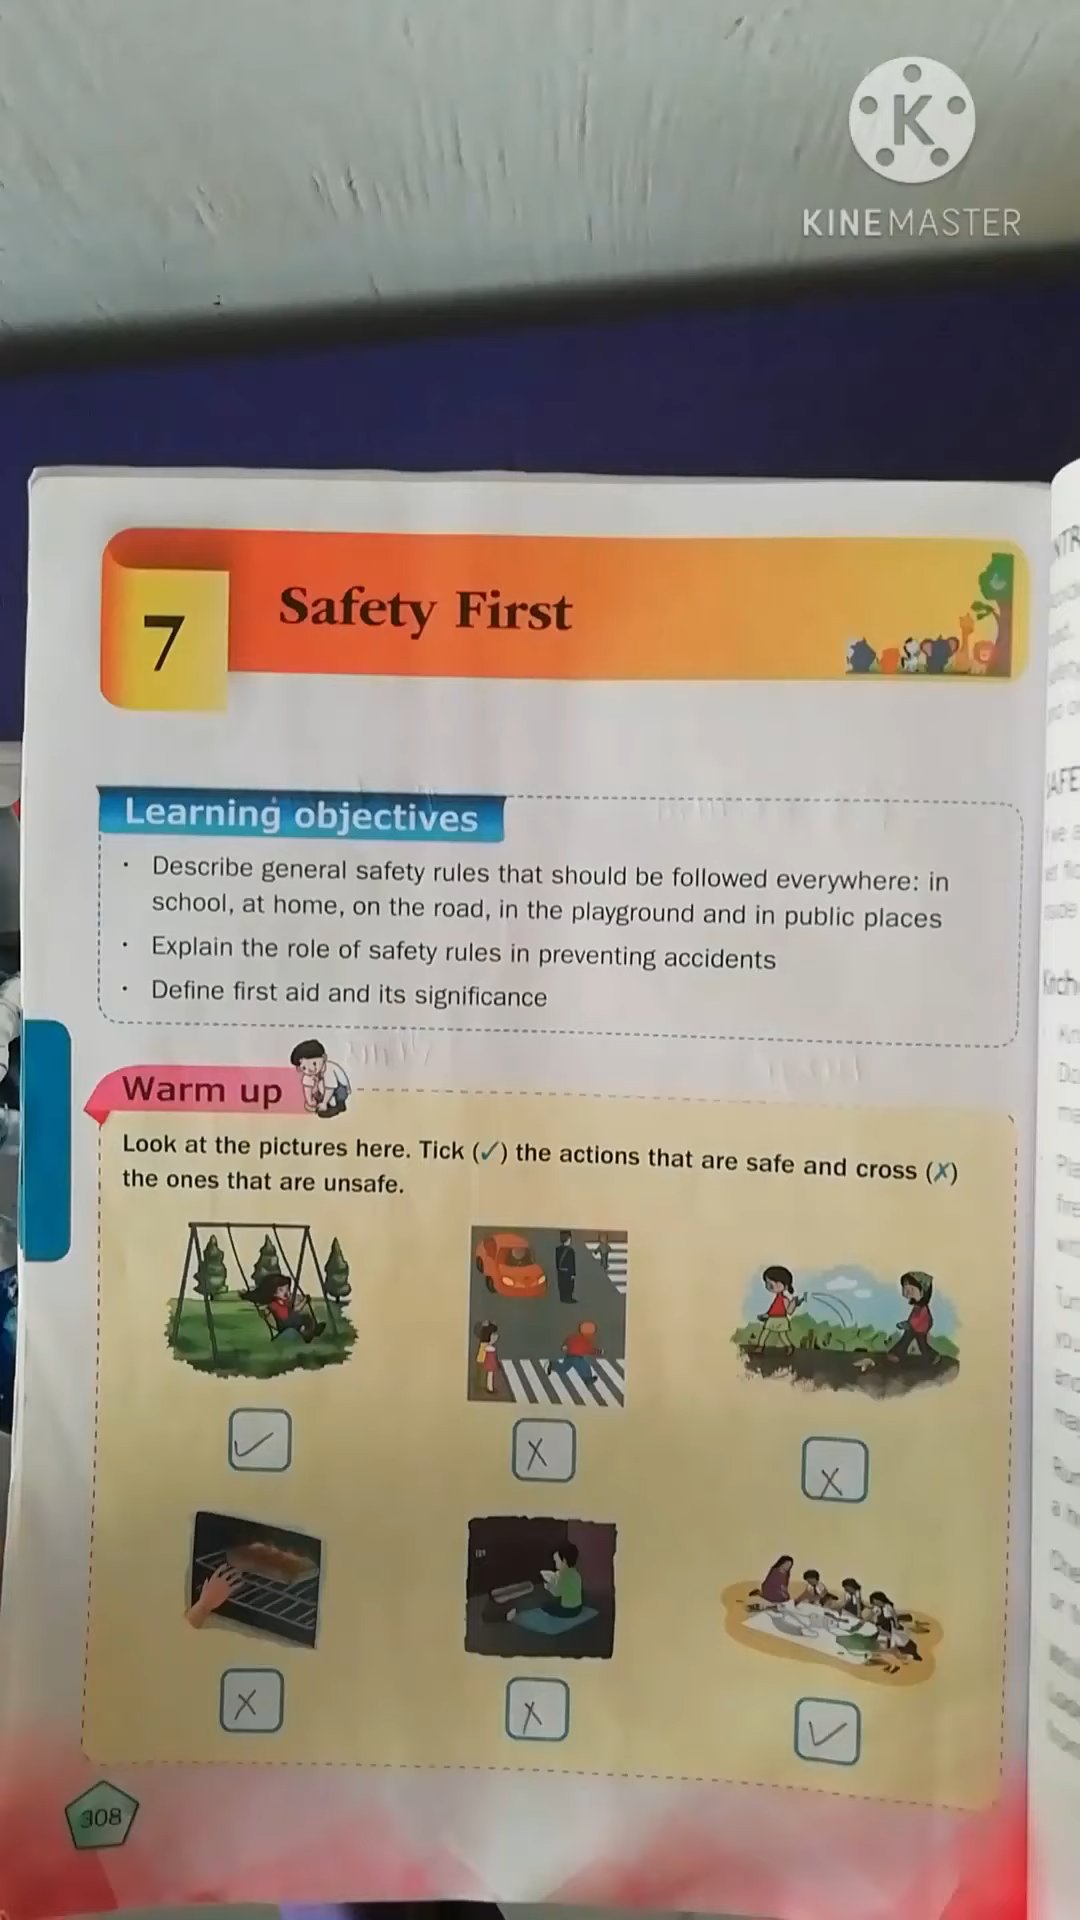 K
KINEMASTER
7
Safety First
Learning objectives
· Describe general safety rules that should be followed everywhere: in
school, at home, on the road, in the playground and in public places
· Explain the role of safety rules in preventing accidents
· Define first aid and its significance
Warm up
Look at the pictures here. Tick (✓) the actions that are safe and cross (✗)
the ones that are unsafe.
✓
X
X
X
X
✓
308